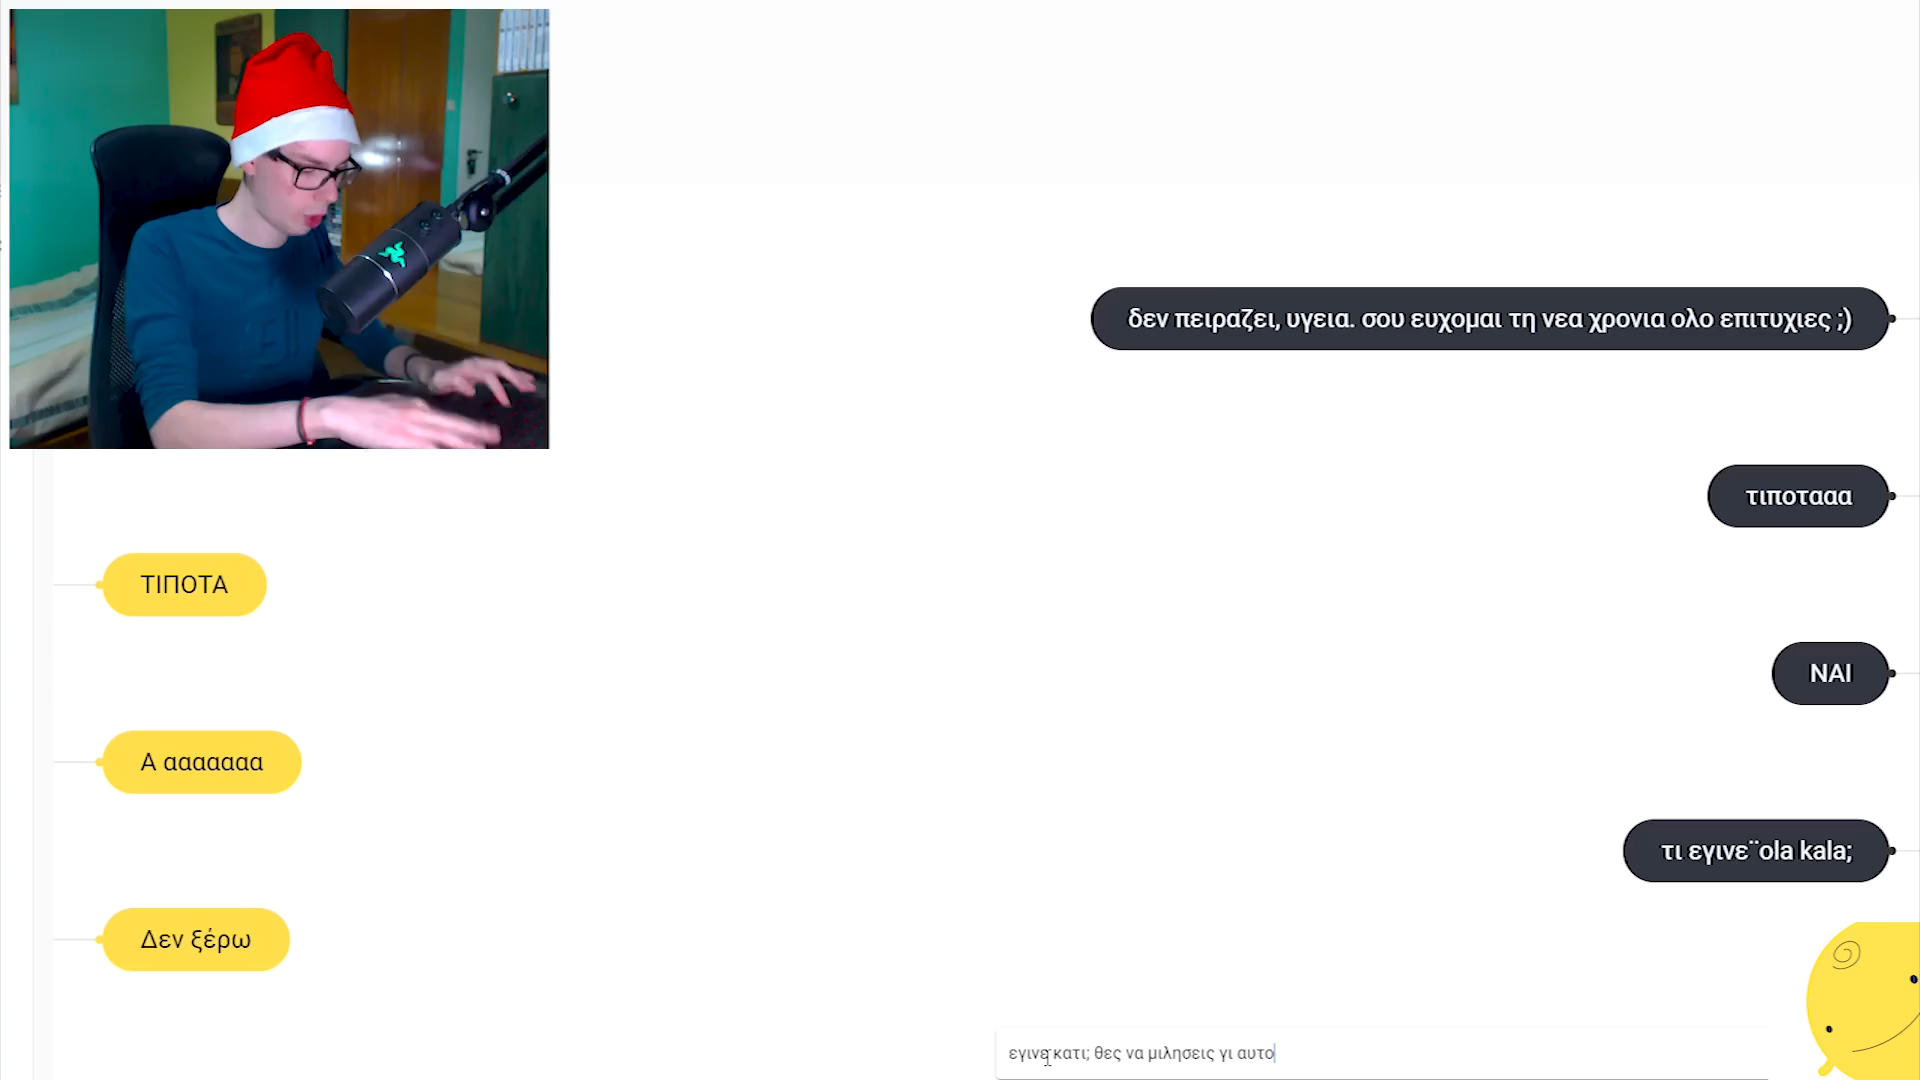 δεν πειραζει, υγεια. σου ευχομαι τη νεα χρονια ολο επιτυχιες ;)
τιποτααα
ΤΙΠΟΤΑ
ΝΑΙ
Α ααααααα
τι εγινε¨ola kala;
Δεν ξέρω
εγινε κατι; θες να μιλησεις γι αυτο